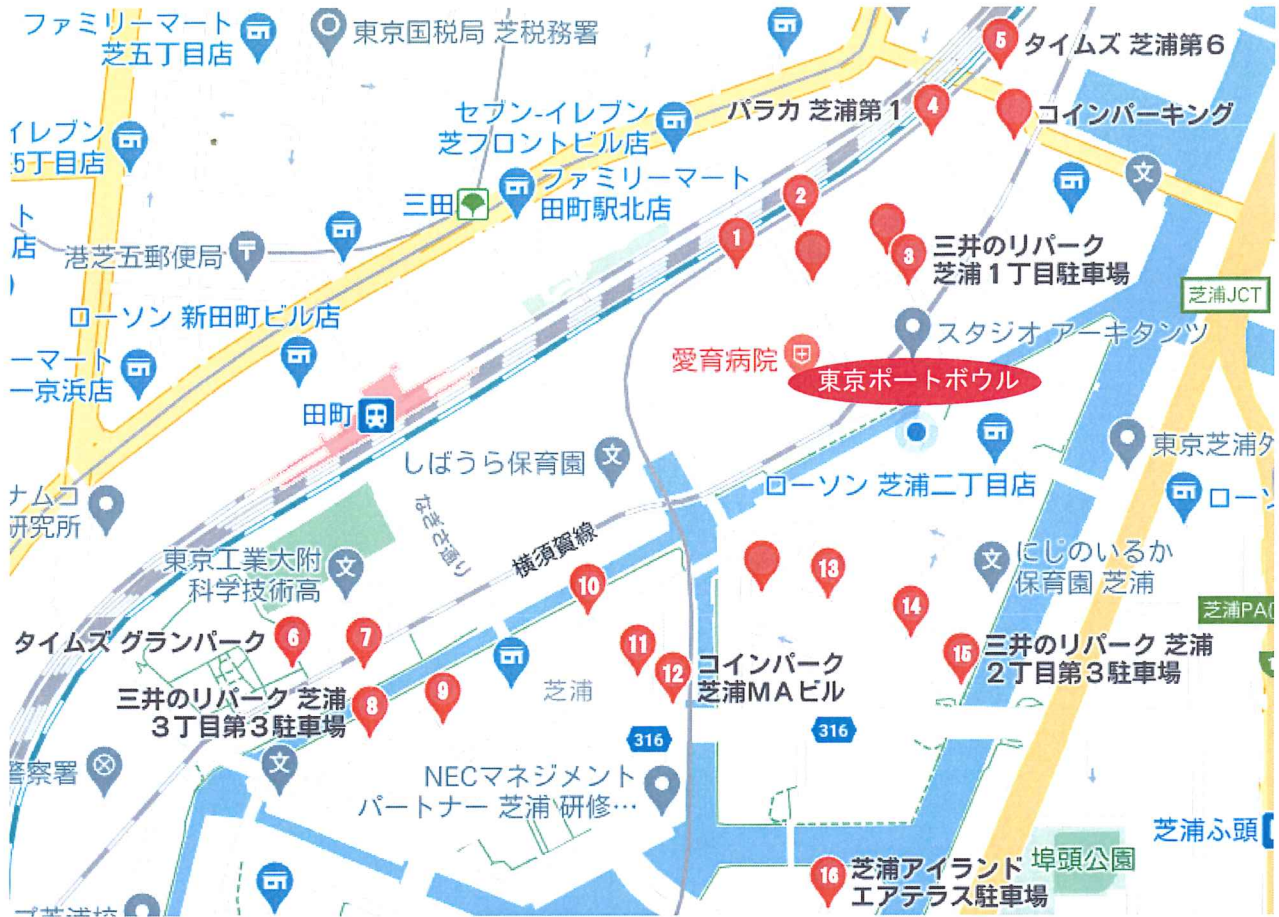 ファミリーマート
芝五丁目店
東京国税局 芝税務署
5
タイムズ 芝浦第6
セブン-イレブン
芝フロントビル店
パラカ 芝浦第1
4
コインパーキング
イレブン
5丁目店
文
三田
ファミリーマート
田町駅北店
2
1
港芝五郵便局
3
三井のリパーク
芝浦1丁目駐車場
芝浦JCT
ローソン 新田町ビル店
スタジオ アーキタンツ
ーマート
一京浜店
愛育病院
東京ポートボウル
田町
しばうら保育園
文
ローソン 芝浦二丁目店
東京芝浦
ナムコ
研究所
ロー
なぎさ通り
横須賀線
東京工業大附
科学技術高
文
文
にじのいるか
保育園 芝浦
10
13
14
芝浦PA(
タイムズ グランパーク
6
7
11
12
コインパーク
芝浦MAビル
15
三井のリパーク 芝浦
2丁目第3駐車場
三井のリパーク 芝浦
3丁目第3駐車場
8
9
芝浦
316
316
警察署
文
NECマネジメント
パートナー 芝浦 研修…
芝浦ふ頭
16
芝浦アイランド
エアテラス駐車場
埠頭公園